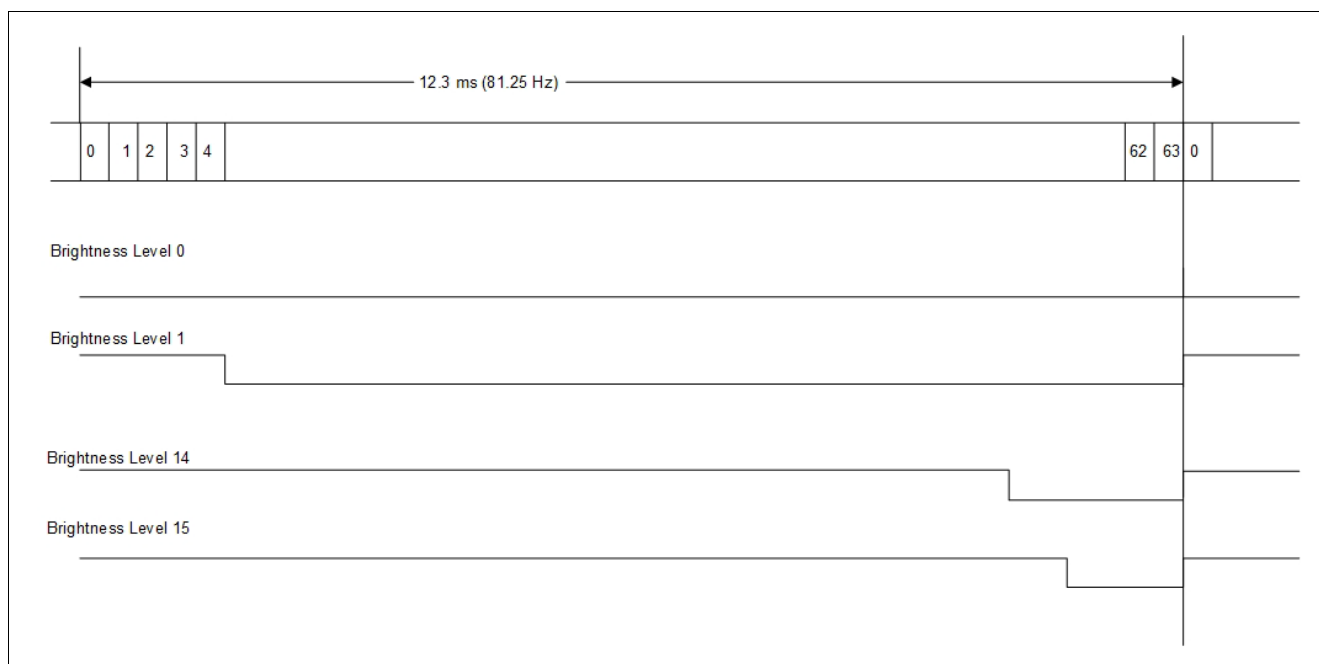 12.3 ms (81.25 Hz)
0 1 2 3 4 62 63 0
Brightness Level 0
Brightness Level 1
Brightness Level 14
Brightness Level 15